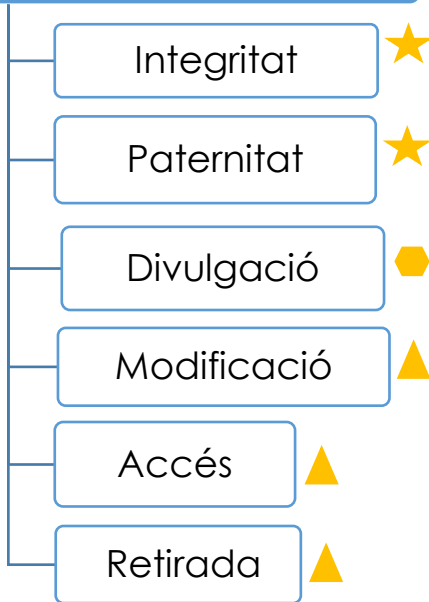 Integritat
Paternitat
Divulgació
Modificació
Accés
Retirada